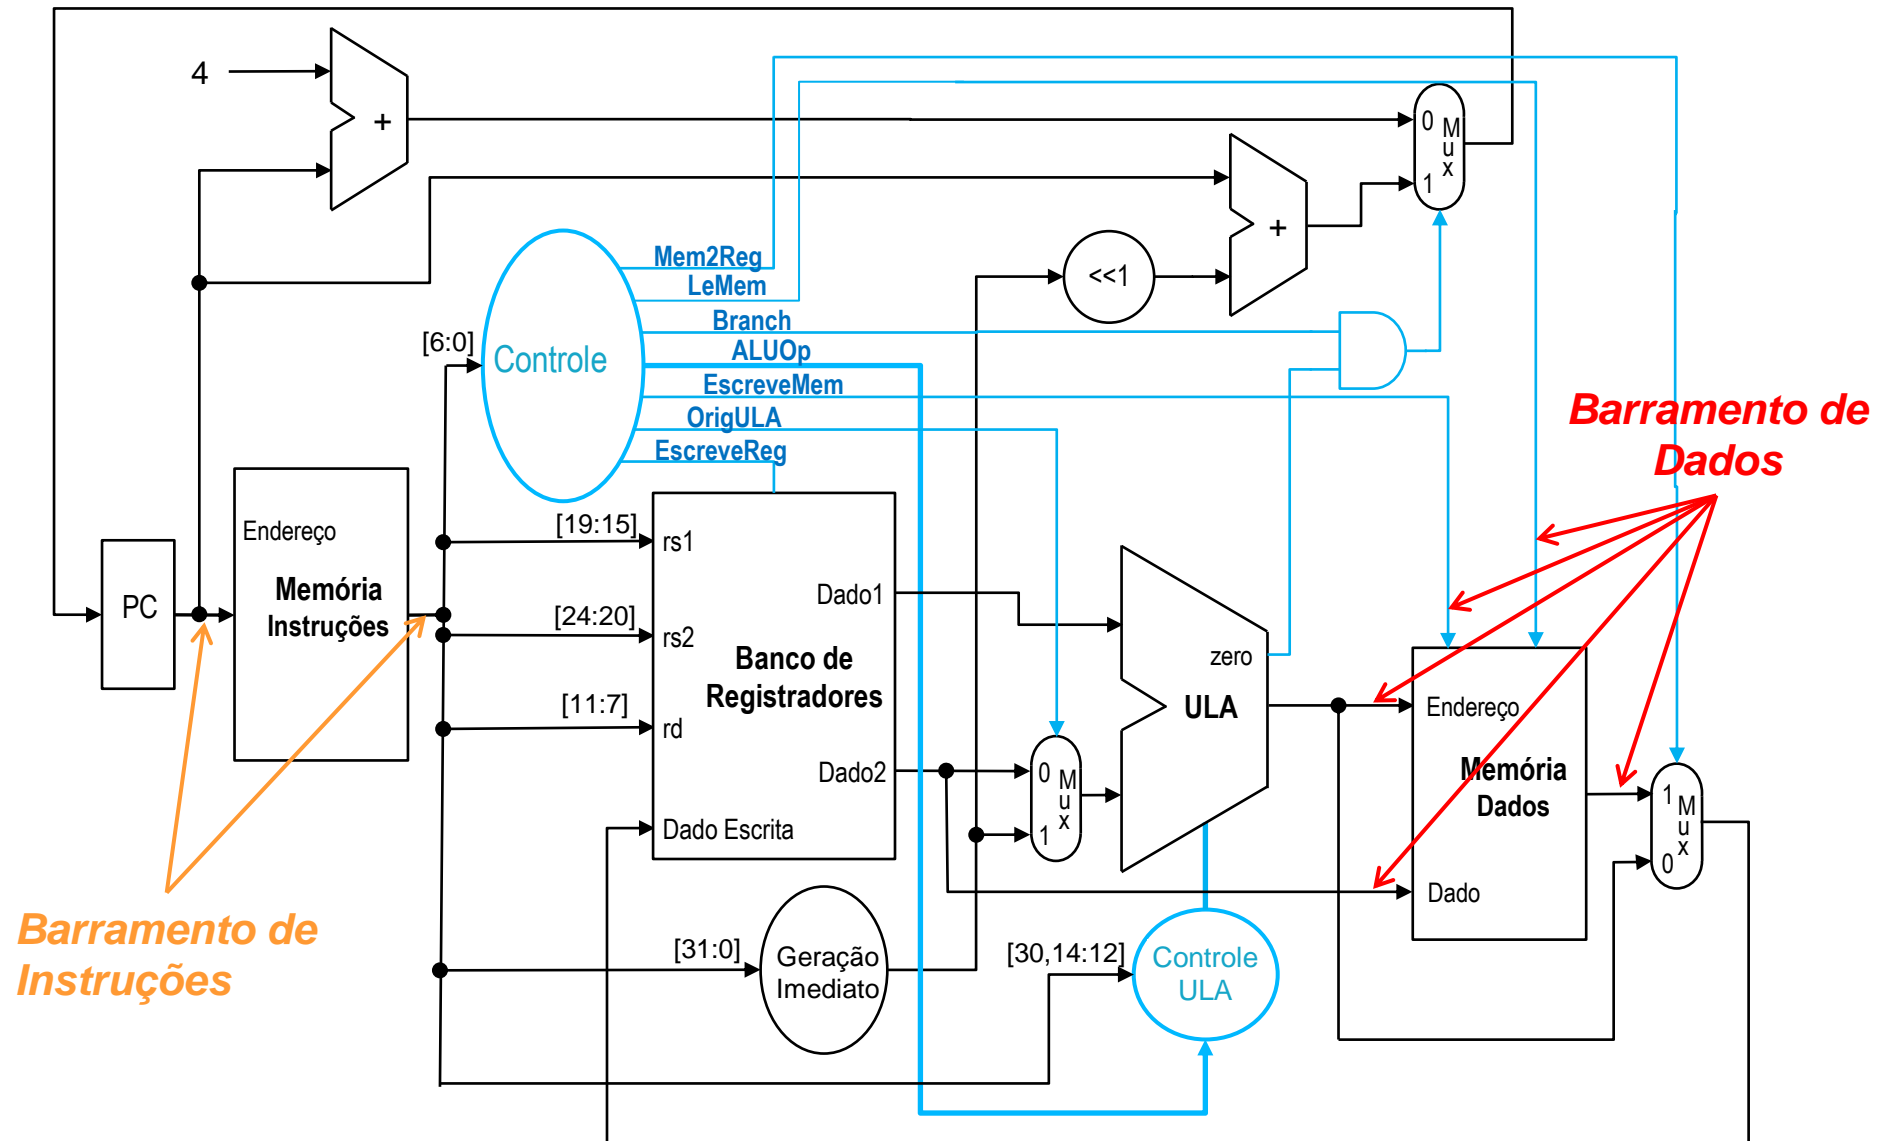 4
+
0
Mux
1
+
<<1
Mem2Reg
LeMem
Branch
ALUOp
EscreveMem
OrigULA
EscreveReg
[6:0]
Controle
Barramento de
Dados
Endereço
Memória
Instruções
PC
[19:15]
rs1
[24:20]
rs2
[11:7]
rd
Dado1
Banco de
Registradores
Dado2
Dado Escrita
zero
ULA
0
Mux
1
Endereço
Memória
Dados
Dado
1
Mux
0
Barramento de
Instruções
[31:0]
Geração
Imediato
[30,14:12]
Controle
ULA